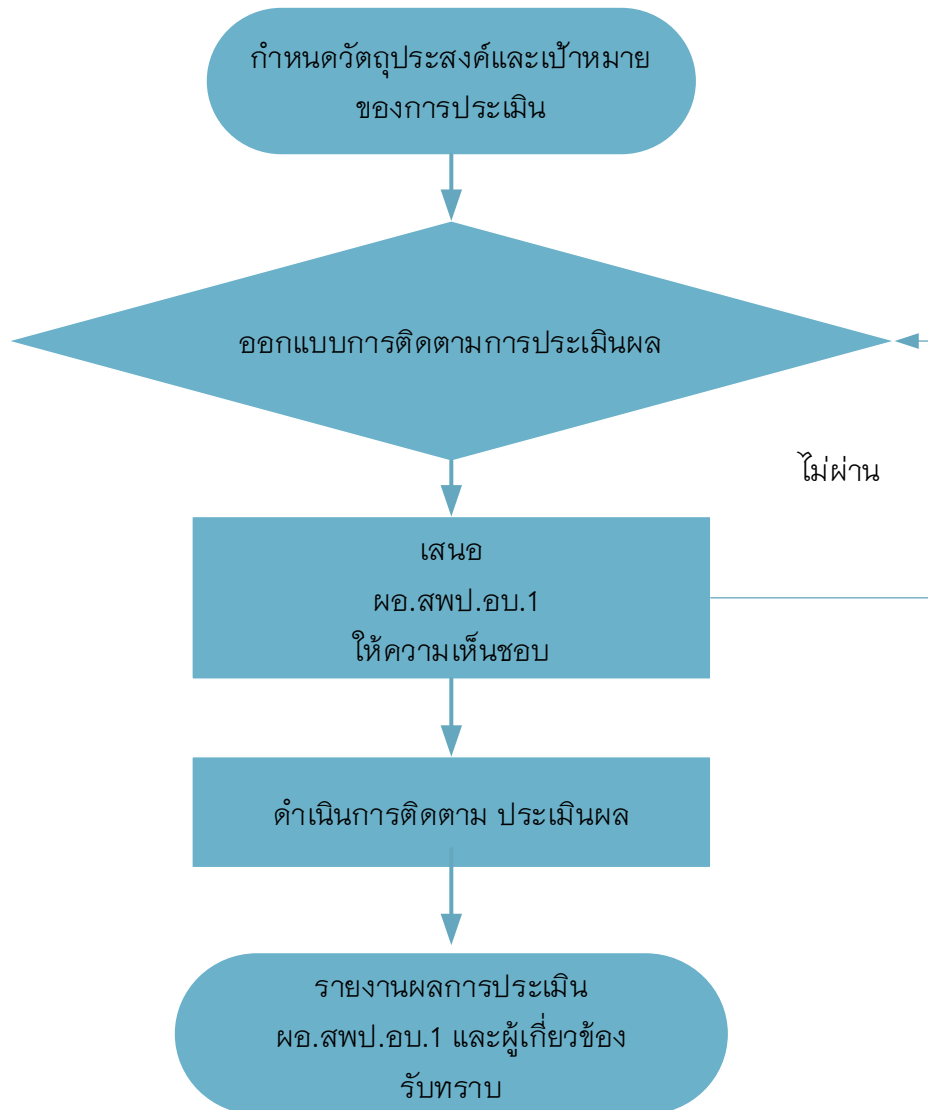 กำหนดวัตถุประสงค์และเป้าหมาย
ของการประเมิน
ออกแบบการติดตามการประเมินผล
ไม่ผ่าน
เสนอ
ผอ.สพป.อบ.1
ให้ความเห็นชอบ
ดำเนินการติดตาม ประเมินผล
รายงานผลการประเมิน
ผอ.สพป.อบ.1 และผู้เกี่ยวข้อง
รับทราบ